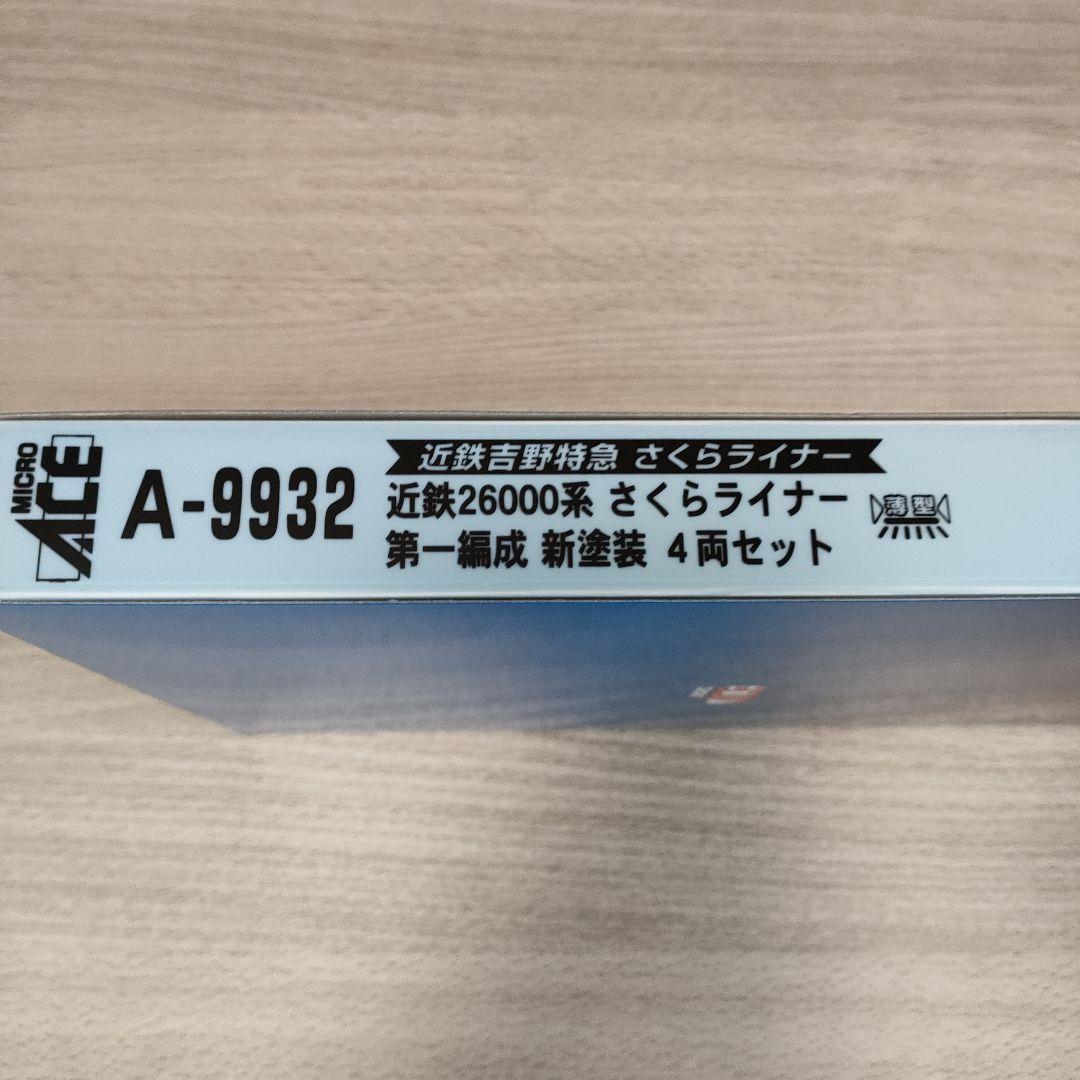 MICRO
ACE
A-9932
近鉄吉野特急 さくらライナー
近鉄26000系 さくらライナー
第一編成 新塗装 4両セット
薄型